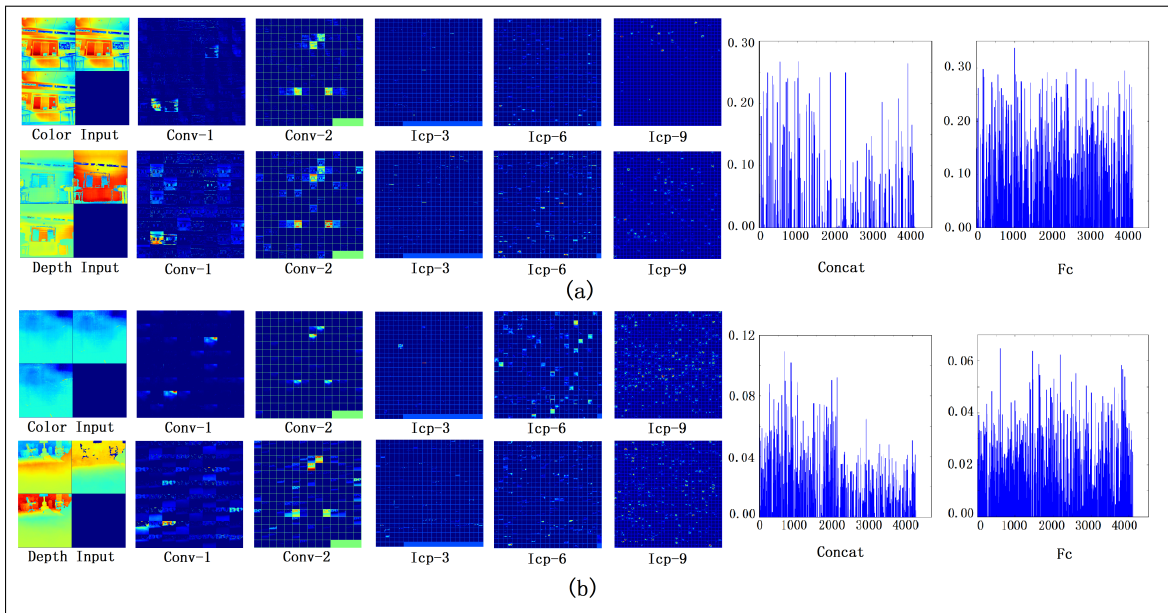 Color Input Conv-1 Conv-2 Icp-3 Icp-6 Icp-9
Depth Input Conv-1 Conv-2 Icp-3 Icp-6 Icp-9
0.30
0.20
0.10
0.00
0 1000 2000 3000 4000
Concat
0.30
0.20
0.10
0.00
0 1000 2000 3000 4000
Fc
(a)
Color Input Conv-1 Conv-2 Icp-3 Icp-6 Icp-9
Depth Input Conv-1 Conv-2 Icp-3 Icp-6 Icp-9
0.12
0.08
0.04
0.00
0 1000 2000 3000 4000
Concat
0.06
0.04
0.02
0.00
0 1000 2000 3000 4000
Fc
(b)